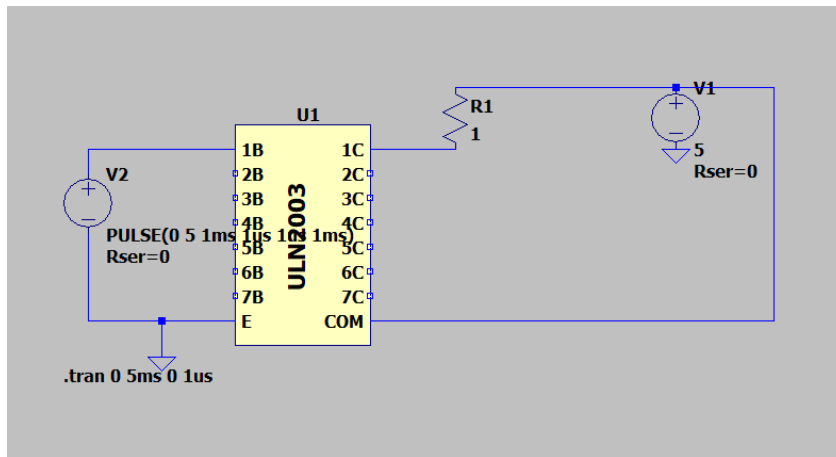 U1
ULN2003
1B
2B
3B
4B
5B
6B
7B
E
1C
2C
3C
4C
5C
6C
7C
COM
V2
PULSE(0 5 1ms 1us 1us 1ms)
Rser=0
R1
1
V1
5
Rser=0
.tran 0 5ms 0 1us